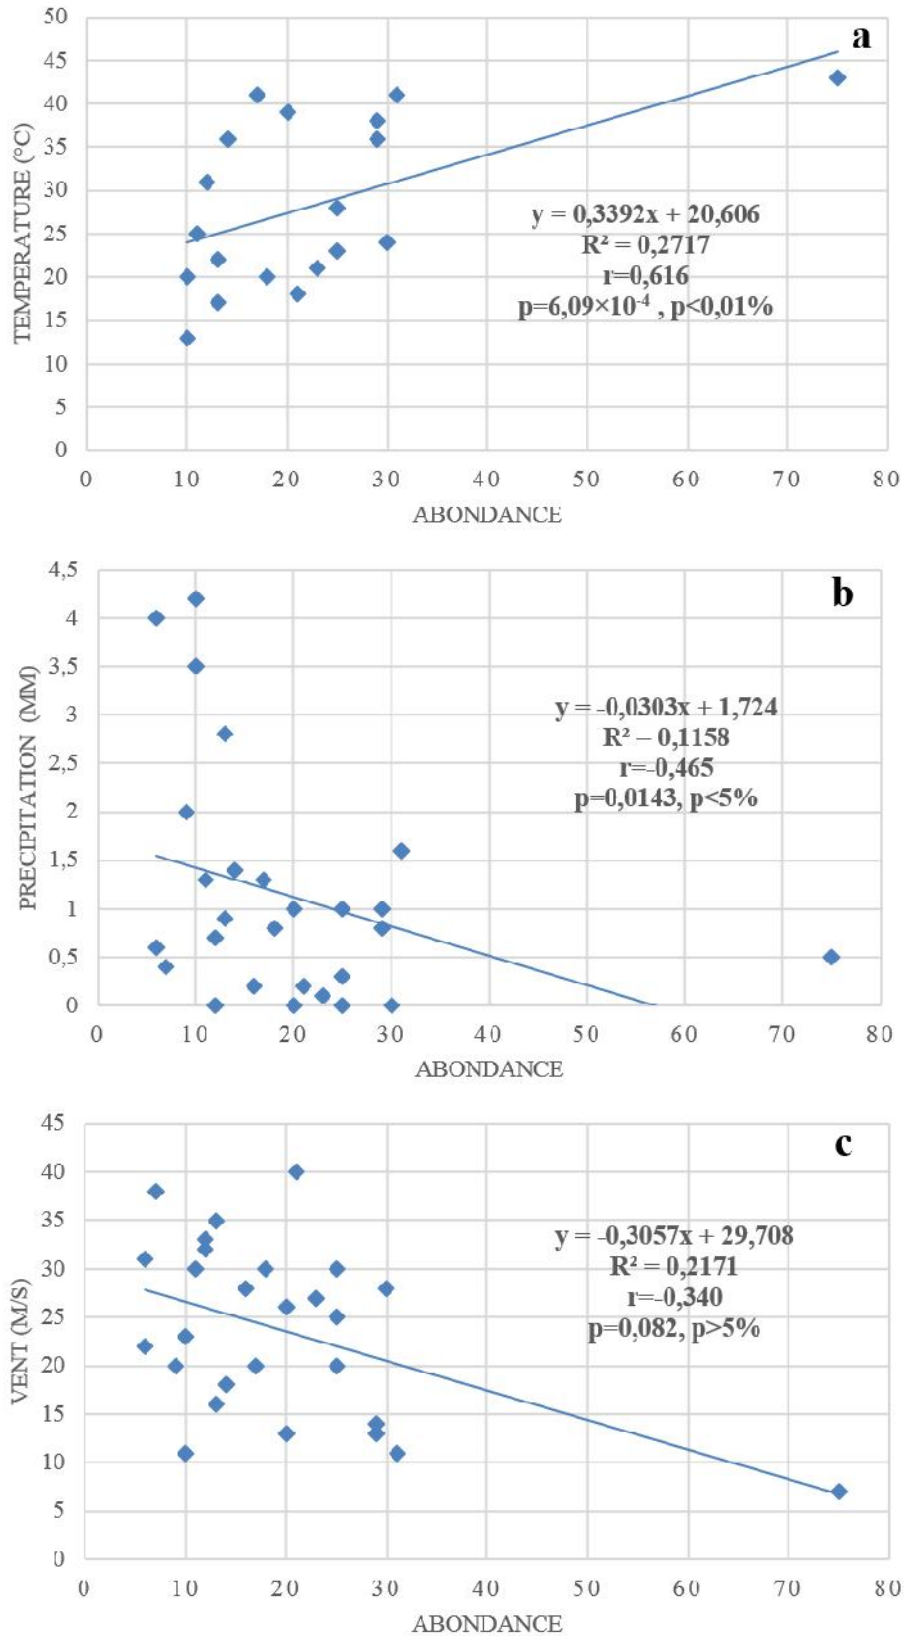 a
50
45
40
35
30
25
20
15
10
5
0
TEMPERATURE (°C)
y = 0,3392x + 20,606
R² = 0,2717
r=0,616
p=6,09×10⁻⁴ , p<0,01%
0 10 20 30 40 50 60 70 80
ABONDANCE
b
4,5
4
3,5
3
2,5
2
1,5
1
0,5
0
PRECIPITATION (MM)
y = -0,0303x + 1,724
R² = 0,1158
r=-0,465
p=0,0143, p<5%
0 10 20 30 40 50 60 70 80
ABONDANCE
c
45
40
35
30
25
20
15
10
5
0
VENT (M/S)
y = -0,3057x + 29,708
R² = 0,2171
r=-0,340
p=0,082, p>5%
0 10 20 30 40 50 60 70 80
ABONDANCE